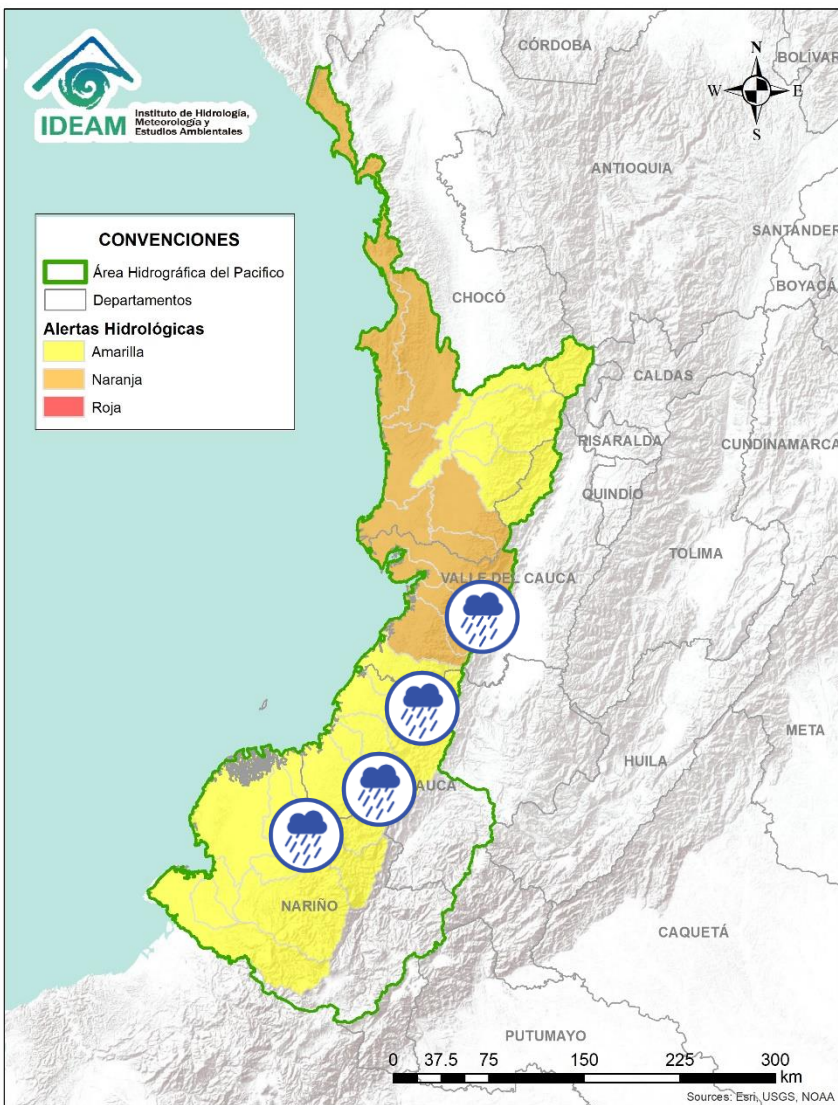 IDEAM
Instituto de Hidrología,
Meteorología y
Estudios Ambientales
CÓRDOBA
BOLÍVAR
N
W
E
S
ANTIOQUIA
SANTANDER
BOYACÁ
CONVENCIONES
Área Hidrográfica del Pacifico
Departamentos
Alertas Hidrológicas
Amarilla
Naranja
Roja
CHOCÓ
CALDAS
RISARALDA
CUNDINAMARCA
QUINDÍO
TOLIMA
VALLE DEL CAUCA
META
HUILA
AUCA
NARIÑO
CAQUETÁ
PUTUMAYO
0 37.5 75 150 225 300
km
Sources: Esri, USGS, NOAA